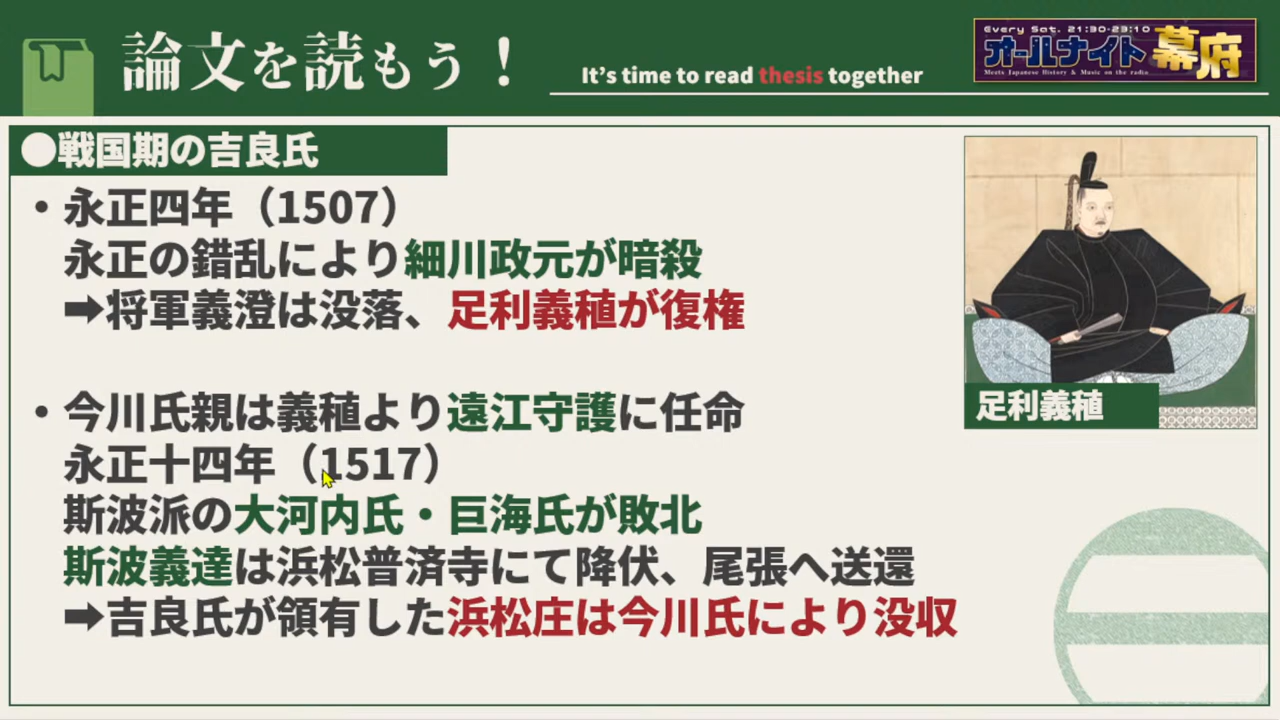 論文を読もう！
It's time to read thesis together
Every Sat. 21:30-23:10
オールナイト幕府
Meets Japanese History & Music on the radio
●戦国期の吉良氏
・永正四年（1507）
永正の錯乱により細川政元が暗殺
➡将軍義澄は没落、足利義稙が復権
・今川氏親は義稙より遠江守護に任命
永正十四年（1517）
斯波派の大河内氏・巨海氏が敗北
斯波義達は浜松普済寺にて降伏、尾張へ送還
➡吉良氏が領有した浜松庄は今川氏により没収
足利義稙